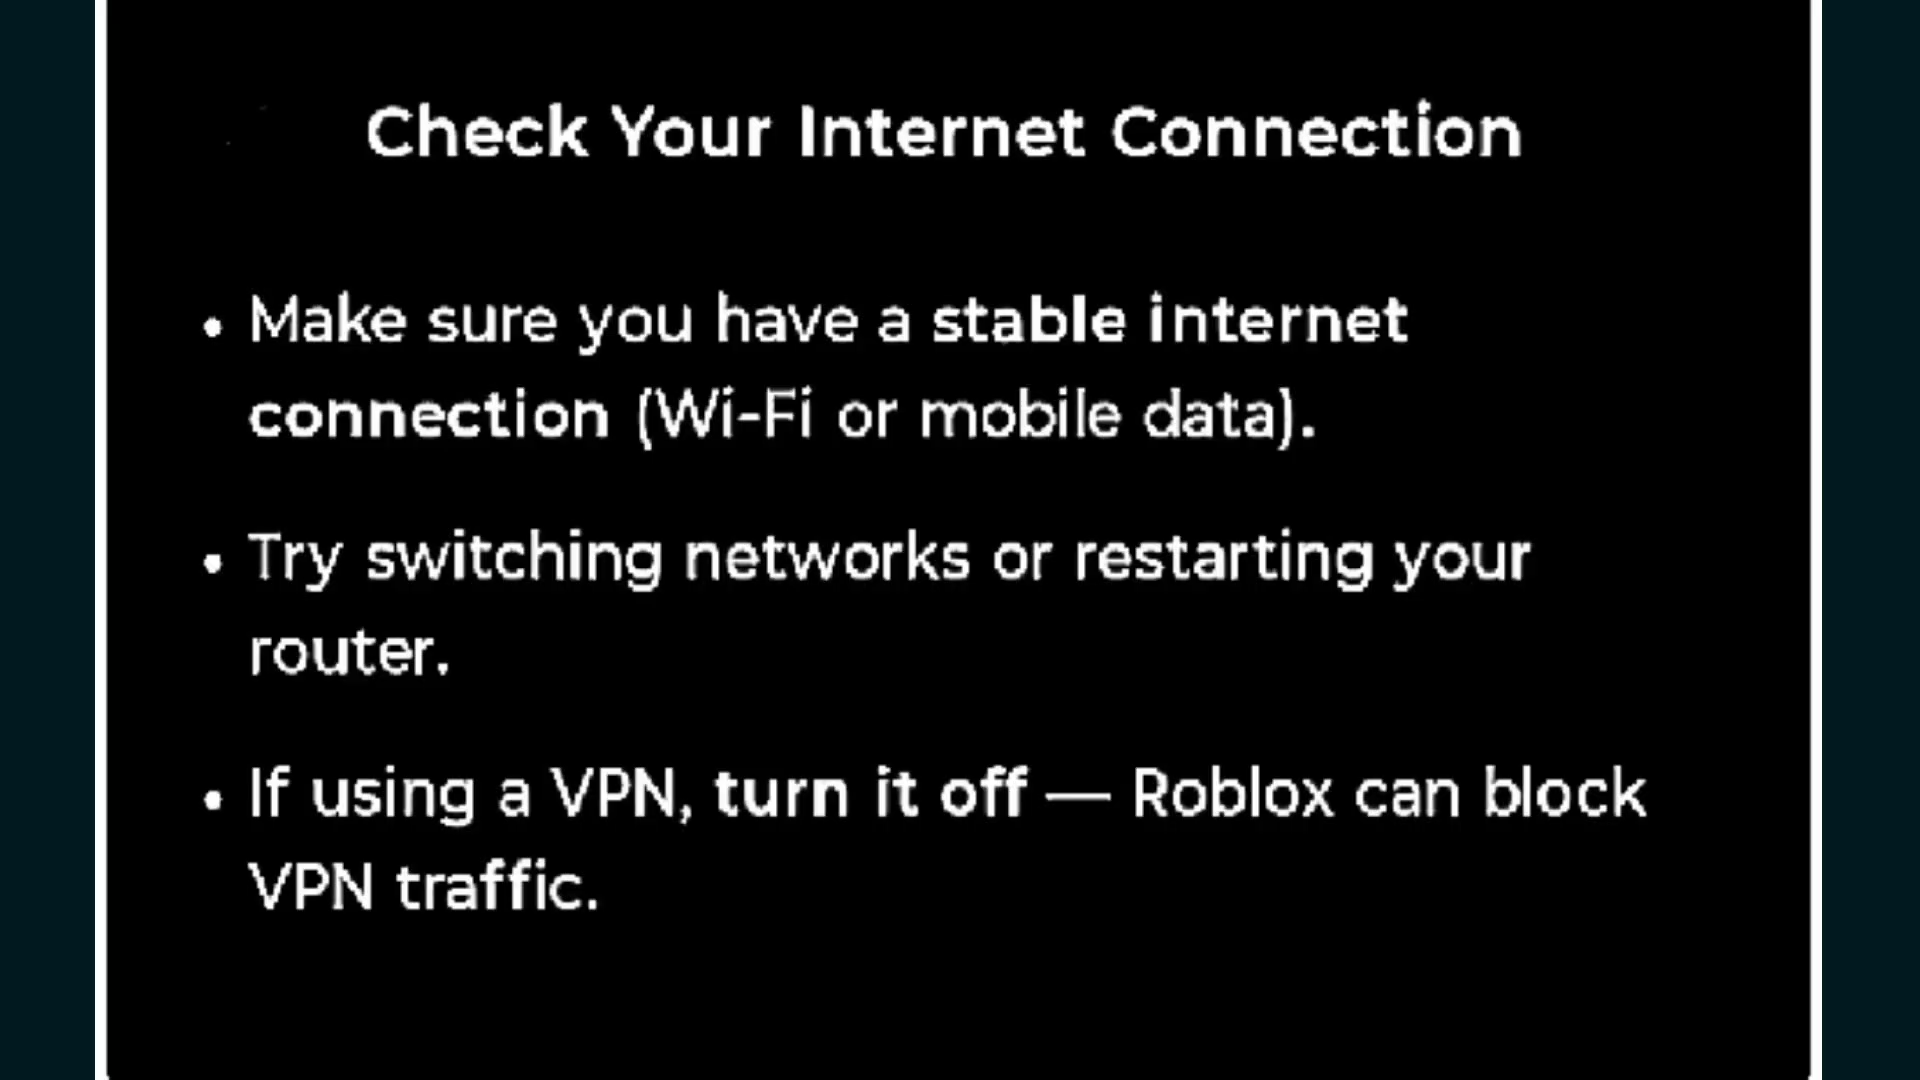 Check Your Internet Connection
• Make sure you have a stable internet
connection (Wi-Fi or mobile data).
• Try switching networks or restarting your
router.
• If using a VPN, turn it off — Roblox can block
VPN traffic.